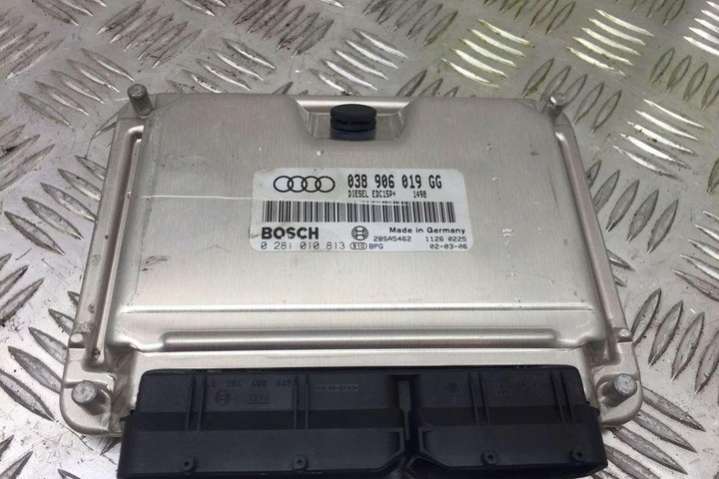 038 906 019 GG
DIESEL EDC15P+ 1498
BOSCH Made in Germany
28SA5462 1126 0225
0 281 010 813 BPG 02-03-06